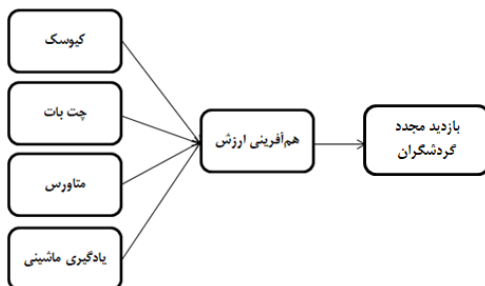 کیوسک
چت بات
متاورس
یادگیری ماشینی
هم‌آفرینی ارزش
بازدید مجدد
گردشگران